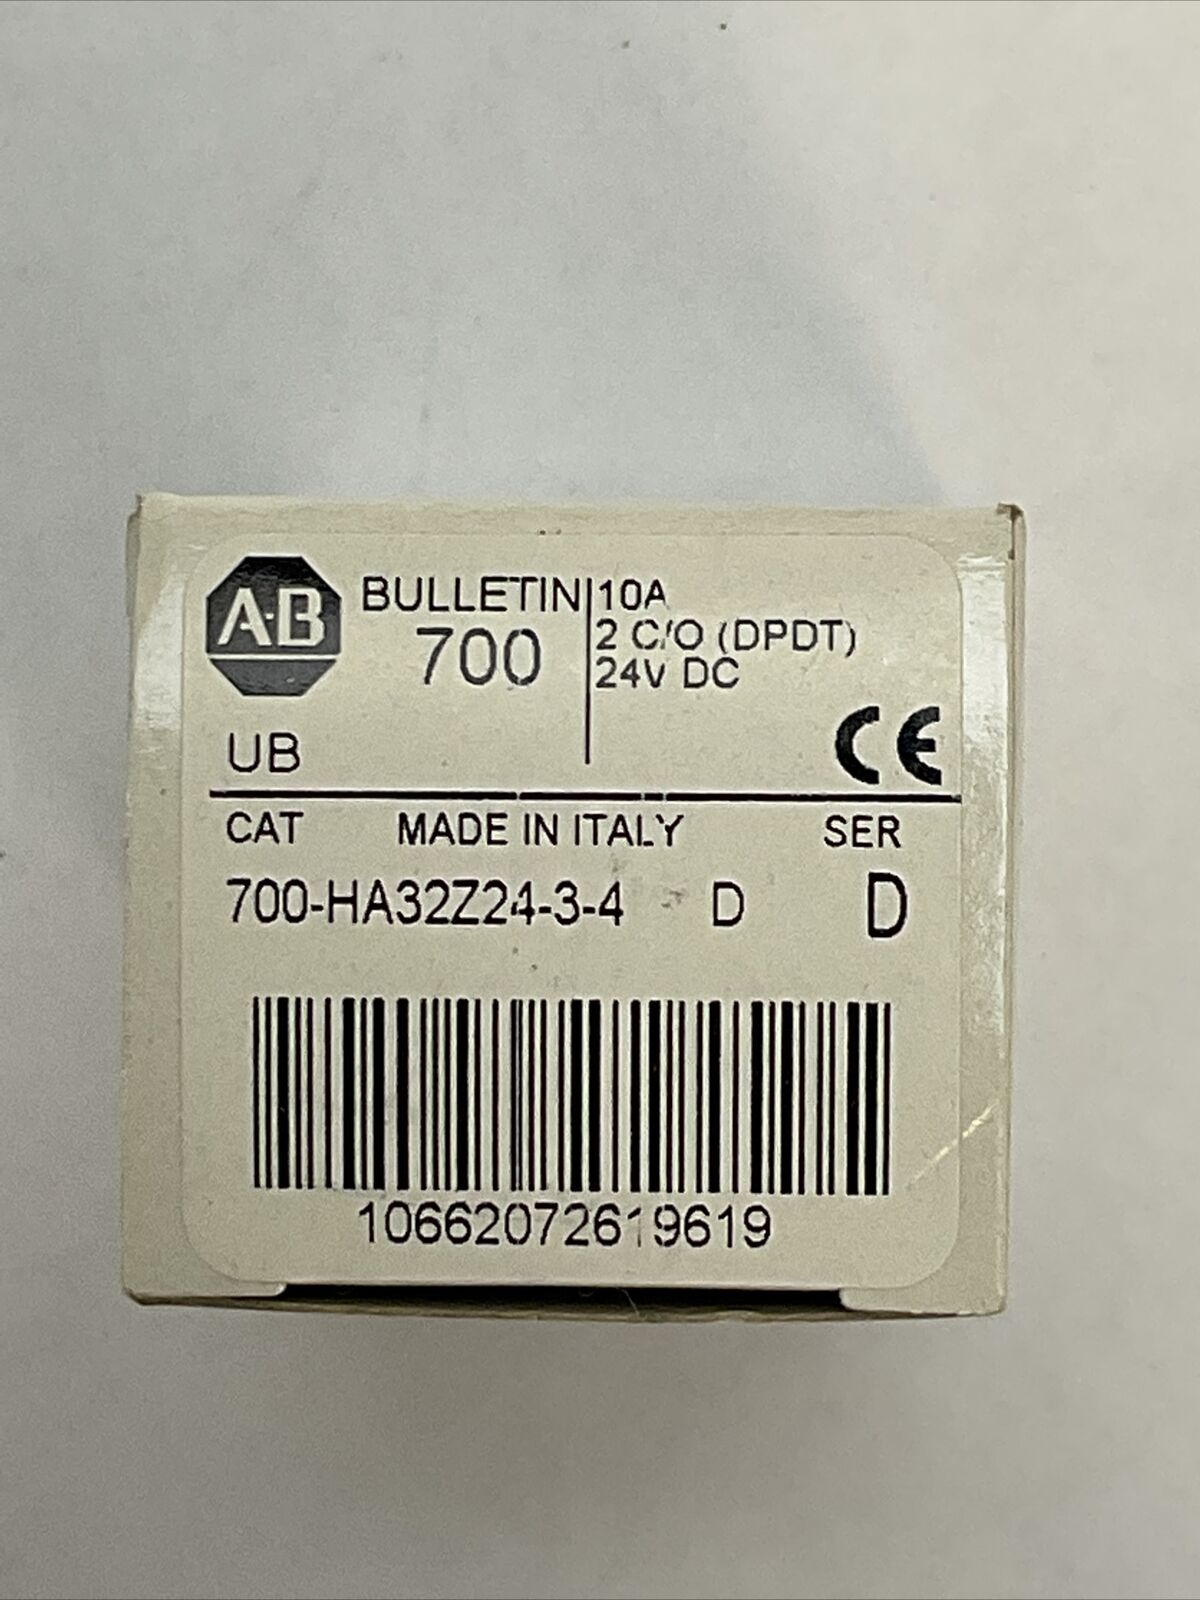 A-B
BULLETIN
700
10A
2 C/O (DPDT)
24V DC
UB
CE
CAT MADE IN ITALY SER
700-HA32Z24-3-4 D D
10662072619619